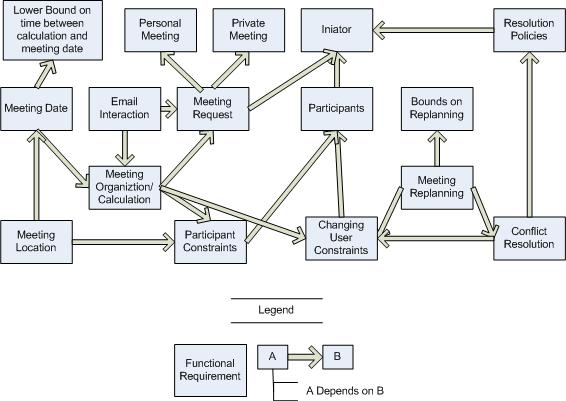 Lower Bound on
time between
calculation and
meeting date
Personal
Meeting
Private
Meeting
Iniator
Resolution
Policies
Meeting Date
Email
Interaction
Meeting
Request
Participants
Bounds on
Replanning
Meeting
Organiztion/
Calculation
Meeting
Replanning
Meeting
Location
Participant
Constraints
Changing
User
Constraints
Conflict
Resolution
Legend
Functional
Requirement
A
B
A Depends on B